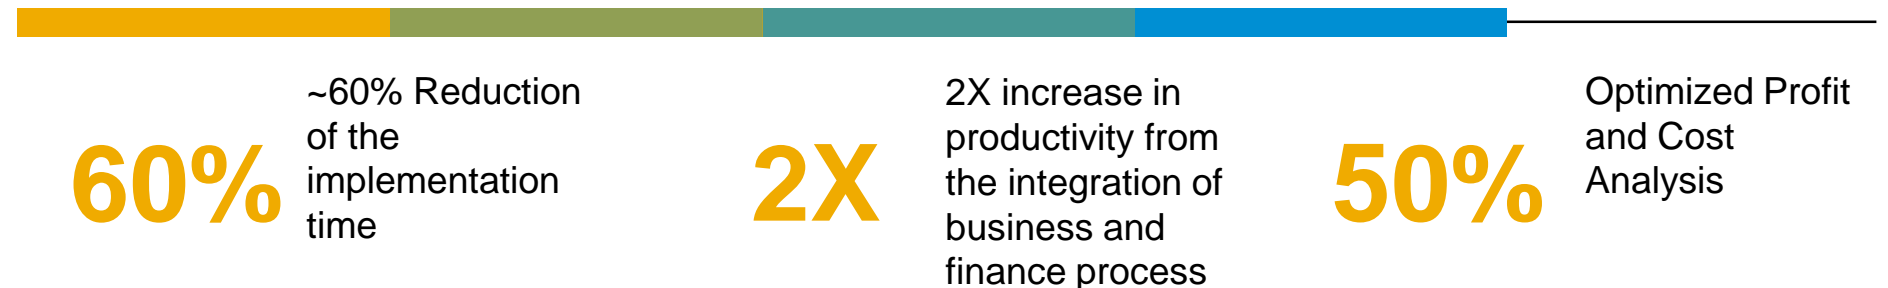 60%
~60% Reduction
of the
implementation
time
2X
2X increase in
productivity from
the integration of
business and
finance process
50%
Optimized Profit
and Cost
Analysis